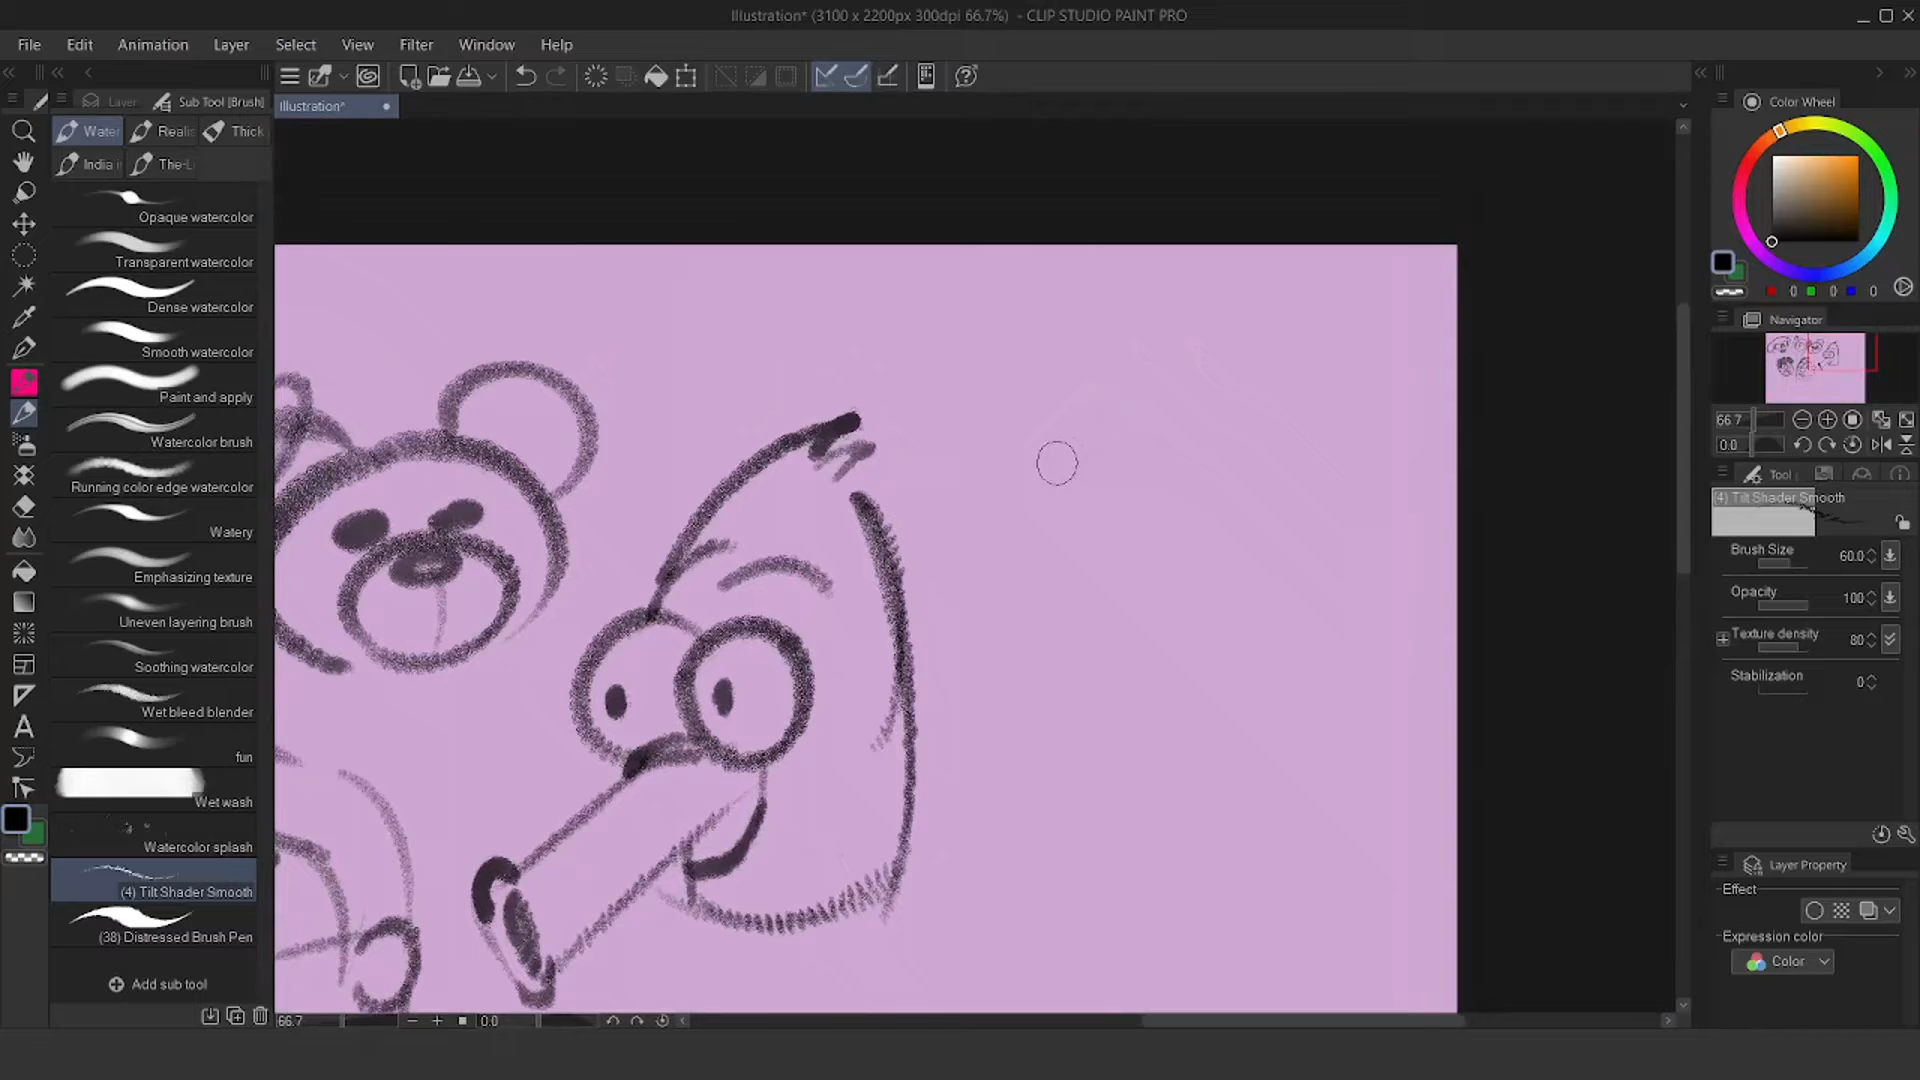 Illustration* (3100 x 2200px 300dpi 66.7%) - CLIP STUDIO PAINT PRO
File Edit Animation Layer Select View Filter Window Help
Layer Sub Tool [Brush]
Illustration*
Color Wheel
Water Realis Thick
India i The-L
Opaque watercolor
Transparent watercolor
Dense watercolor
Smooth watercolor
Paint and apply
Watercolor brush
Running color edge watercolor
Watery
Emphasizing texture
Uneven layering brush
Soothing watercolor
Wet bleed blender
fun
Wet wash
Watercolor splash
(4) Tilt Shader Smooth
(38) Distressed Brush Pen
Add sub tool
66.7 0.0
0 0 0
Navigator
66.7
0.0
Tool
(4) Tilt Shader Smooth
Brush Size 60.0
Opacity 100
Texture density 80
Stabilization 0
Layer Property
Effect
Expression color
Color